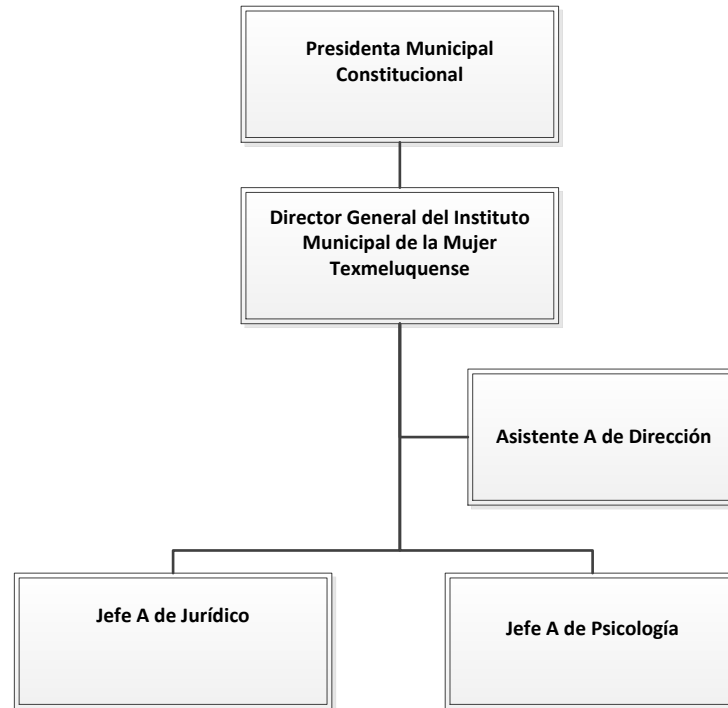 Presidenta Municipal
Constitucional
Director General del Instituto
Municipal de la Mujer
Texmeluquense
Asistente A de Dirección
Jefe A de Jurídico
Jefe A de Psicología